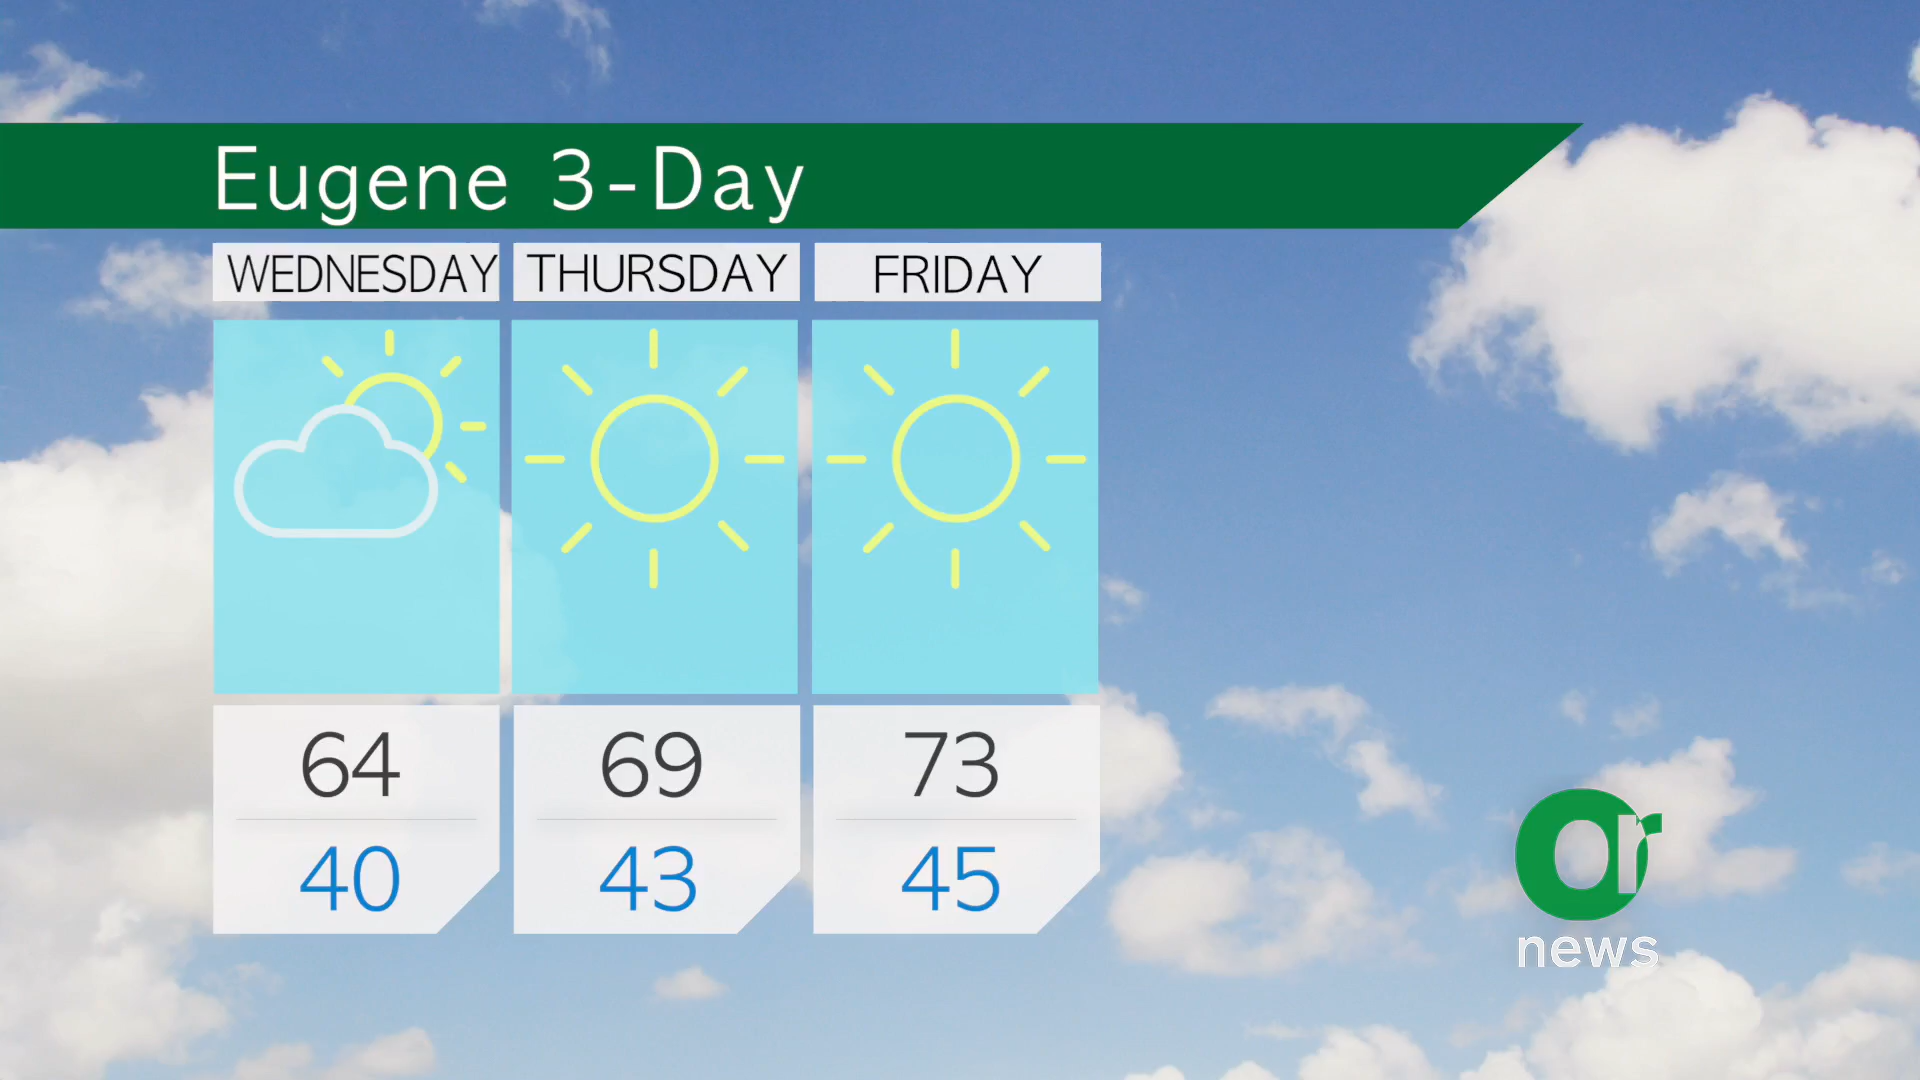 Eugene 3-Day
WEDNESDAY THURSDAY FRIDAY
64 69 73
40 43 45
or
news